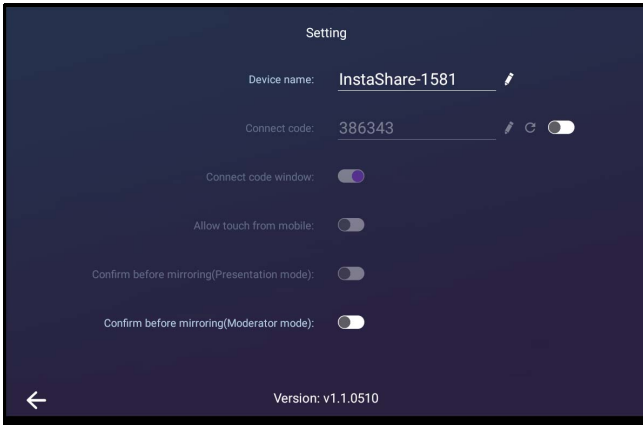 Setting
Device name: InstaShare-1581
Connect code: 386343
Connect code window:
Allow touch from mobile:
Confirm before mirroring(Presentation mode):
Confirm before mirroring(Moderator mode):
Version: v1.1.0510